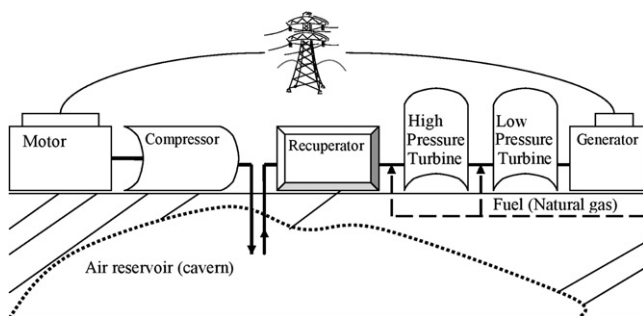 Motor
Compressor
Recuperator
High
Pressure
Turbine
Low
Pressure
Turbine
Generator
Fuel (Natural gas)
Air reservoir (cavern)